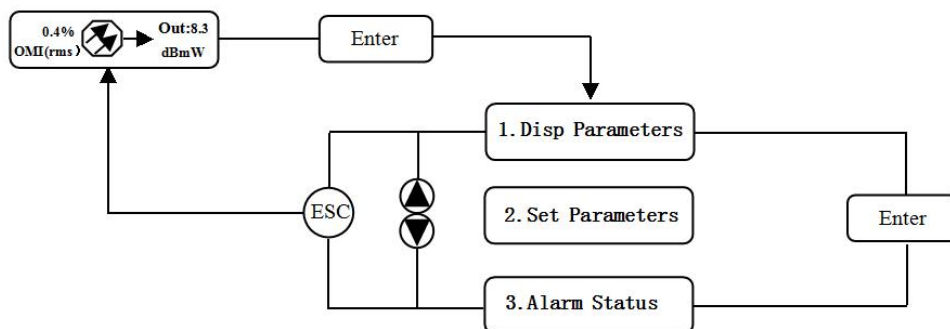 0.4%
OMI(rms)
Out:8.3
dBmW
Enter
1.Disp Parameters
ESC
2.Set Parameters
Enter
3.Alarm Status